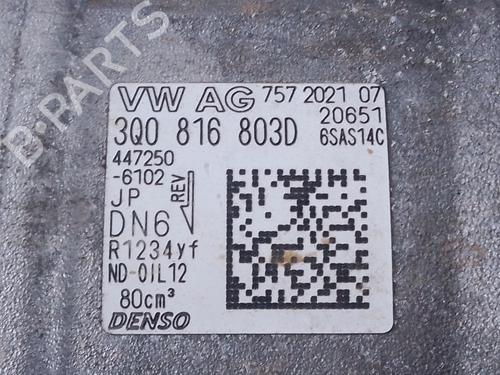 VW AG 757 2021 07
20651
3Q0 816 803D 6SAS14C
447250
-6102
JP REV
DN6
R1234yf
ND-OIL12
80cm³
DENSO
B-PARTS